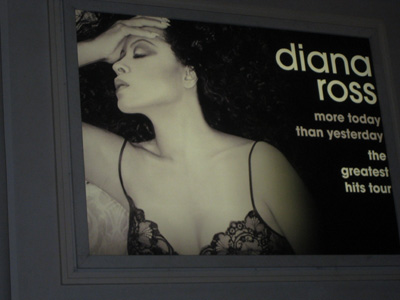 diana
ross
more today
than yesterday
the
greatest
hits tour